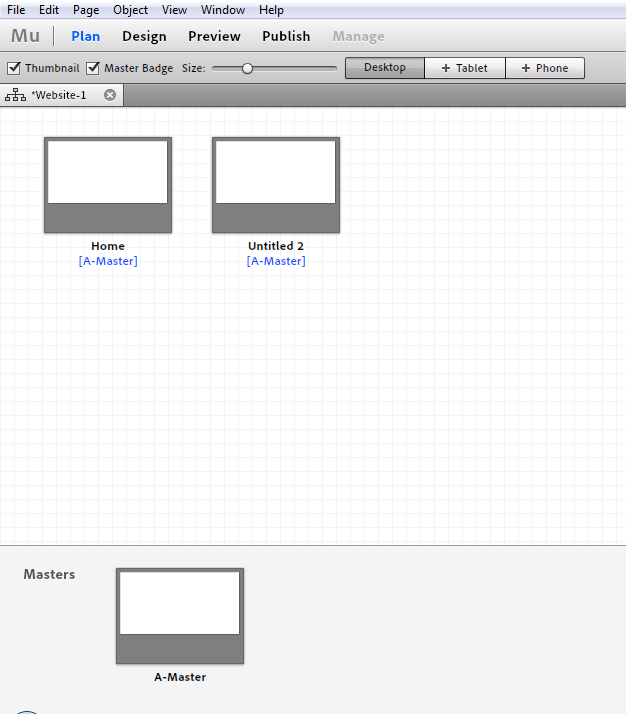 File Edit Page Object View Window Help
Mu Plan Design Preview Publish Manage
Thumbnail Master Badge Size: Desktop + Tablet + Phone
*Website-1
Home Untitled 2
[A-Master] [A-Master]
Masters
A-Master